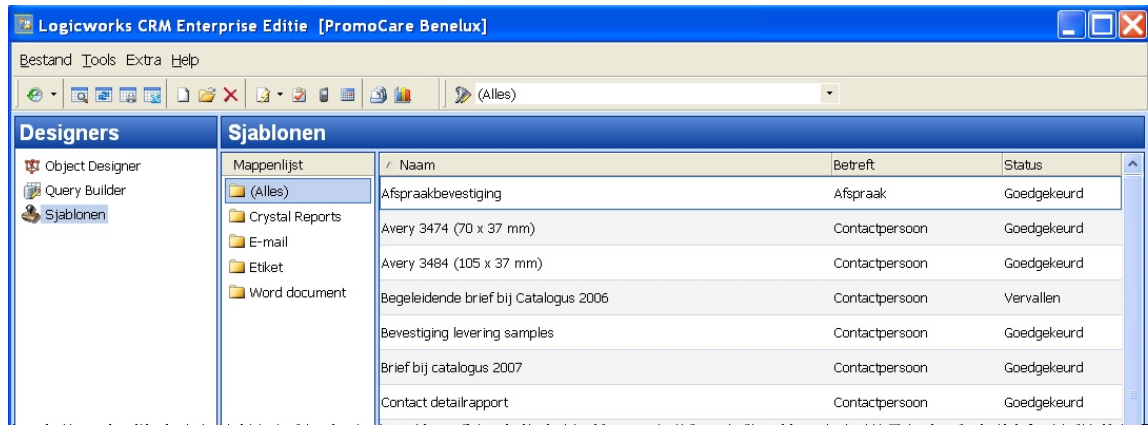 Logicworks CRM Enterprise Editie [PromoCare Benelux]
Bestand Tools Extra Help
(Alles)
Designers
Object Designer
Query Builder
Sjablonen
Sjablonen
Mappenlijst
(Alles)
Crystal Reports
E-mail
Etiket
Word document
Naam Betreft Status
Afspraakbevestiging Afspraak Goedgekeurd
Avery 3474 (70 x 37 mm) Contactpersoon Goedgekeurd
Avery 3484 (105 x 37 mm) Contactpersoon Goedgekeurd
Begeleidende brief bij Catalogus 2006 Contactpersoon Vervallen
Bevestiging levering samples Contactpersoon Goedgekeurd
Brief bij catalogus 2007 Contactpersoon Goedgekeurd
Contact detailrapport Contactpersoon Goedgekeurd